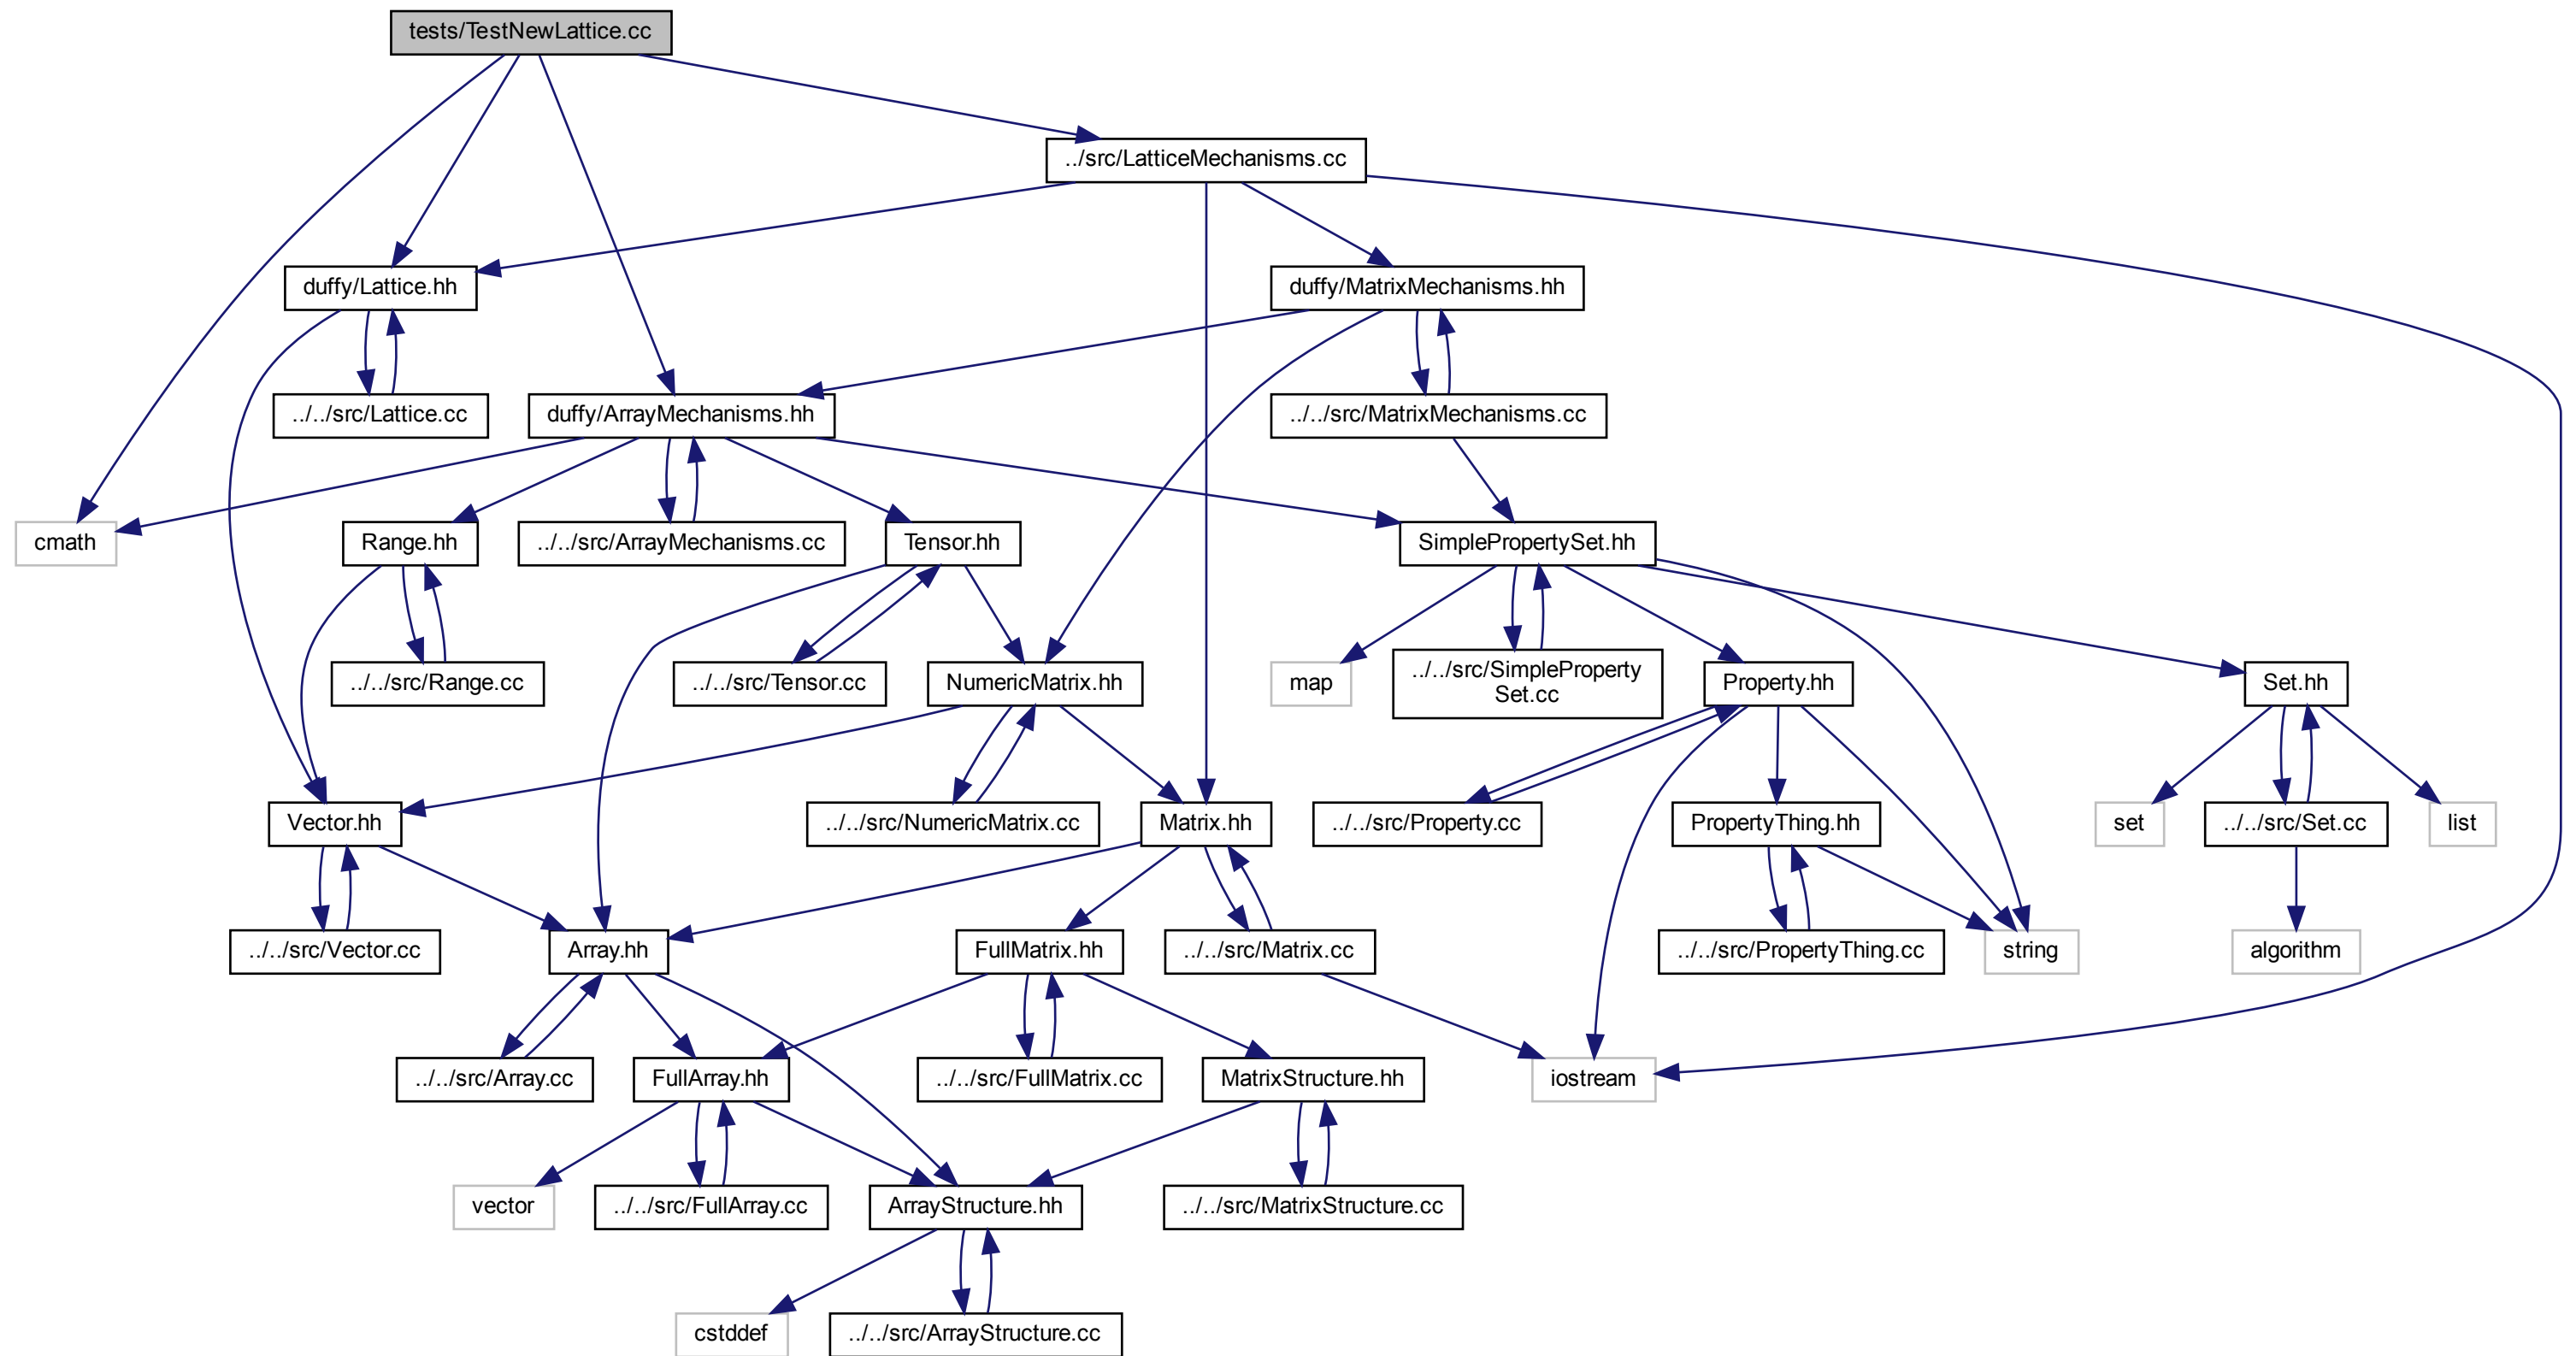 tests/TestNewLattice.cc
../src/LatticeMechanisms.cc
duffy/Lattice.hh
duffy/MatrixMechanisms.hh
../../src/Lattice.cc
duffy/ArrayMechanisms.hh
../../src/MatrixMechanisms.cc
cmath
Range.hh
../../src/ArrayMechanisms.cc
Tensor.hh
SimplePropertySet.hh
../../src/Range.cc
../../src/Tensor.cc
NumericMatrix.hh
map
../../src/SimpleProperty
Set.cc
Property.hh
Set.hh
Vector.hh
../../src/NumericMatrix.cc
Matrix.hh
../../src/Property.cc
PropertyThing.hh
set
../../src/Set.cc
list
../../src/Vector.cc
Array.hh
FullMatrix.hh
../../src/Matrix.cc
../../src/PropertyThing.cc
string
algorithm
../../src/Array.cc
FullArray.hh
../../src/FullMatrix.cc
MatrixStructure.hh
iostream
vector
../../src/FullArray.cc
ArrayStructure.hh
../../src/MatrixStructure.cc
cstddef
../../src/ArrayStructure.cc